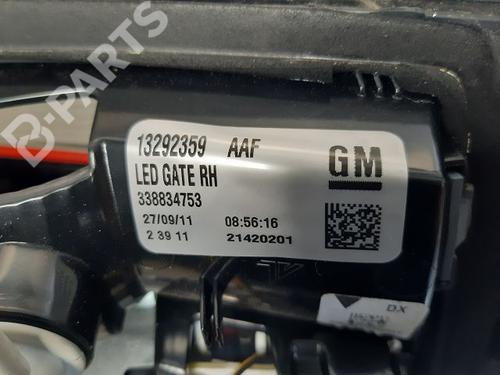 B-PARTS
13292359 AAF
GM
LED GATE RH
338834753
27/09/11 08:56:16
2 39 11 21420201
DX